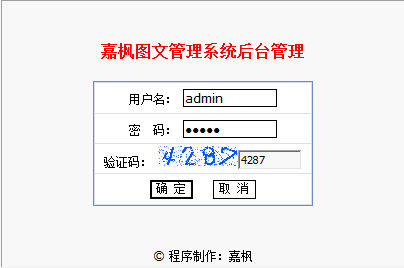 嘉枫图文管理系统后台管理
用户名： admin
密 码： •••••
验证码： 4287 4287
确 定 取 消
© 程序制作：嘉枫